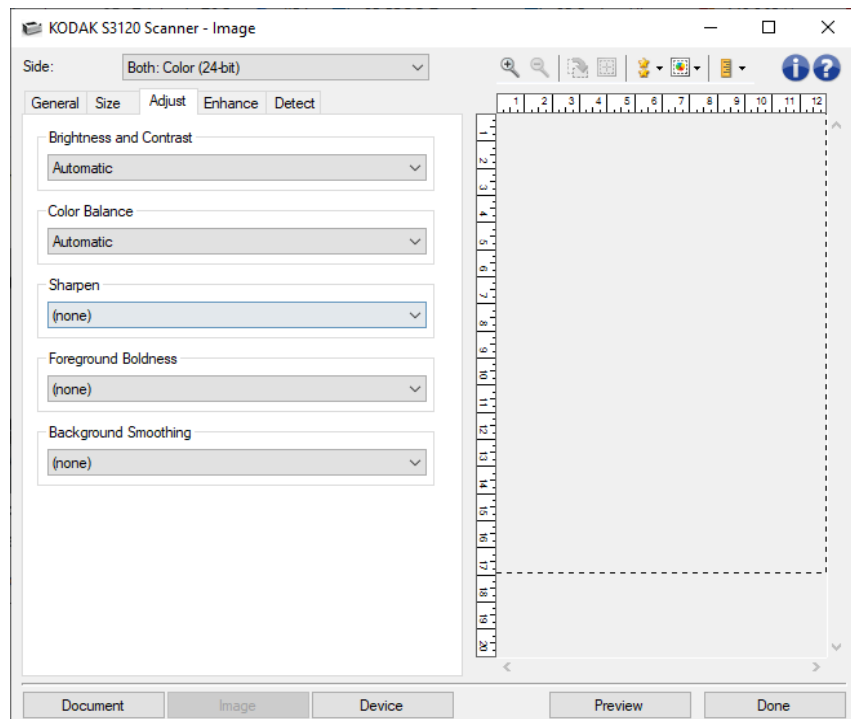 KODAK S3120 Scanner - Image
Side: Both: Color (24-bit)
General Size Adjust Enhance Detect
Brightness and Contrast
Automatic
Color Balance
Automatic
Sharpen
(none)
Foreground Boldness
(none)
Background Smoothing
(none)
1 2 3 4 5 6 7 8 9 10 11 12
1
2
3
4
5
6
7
8
9
10
11
12
13
14
15
16
17
18
19
20
Document Image Device Preview Done